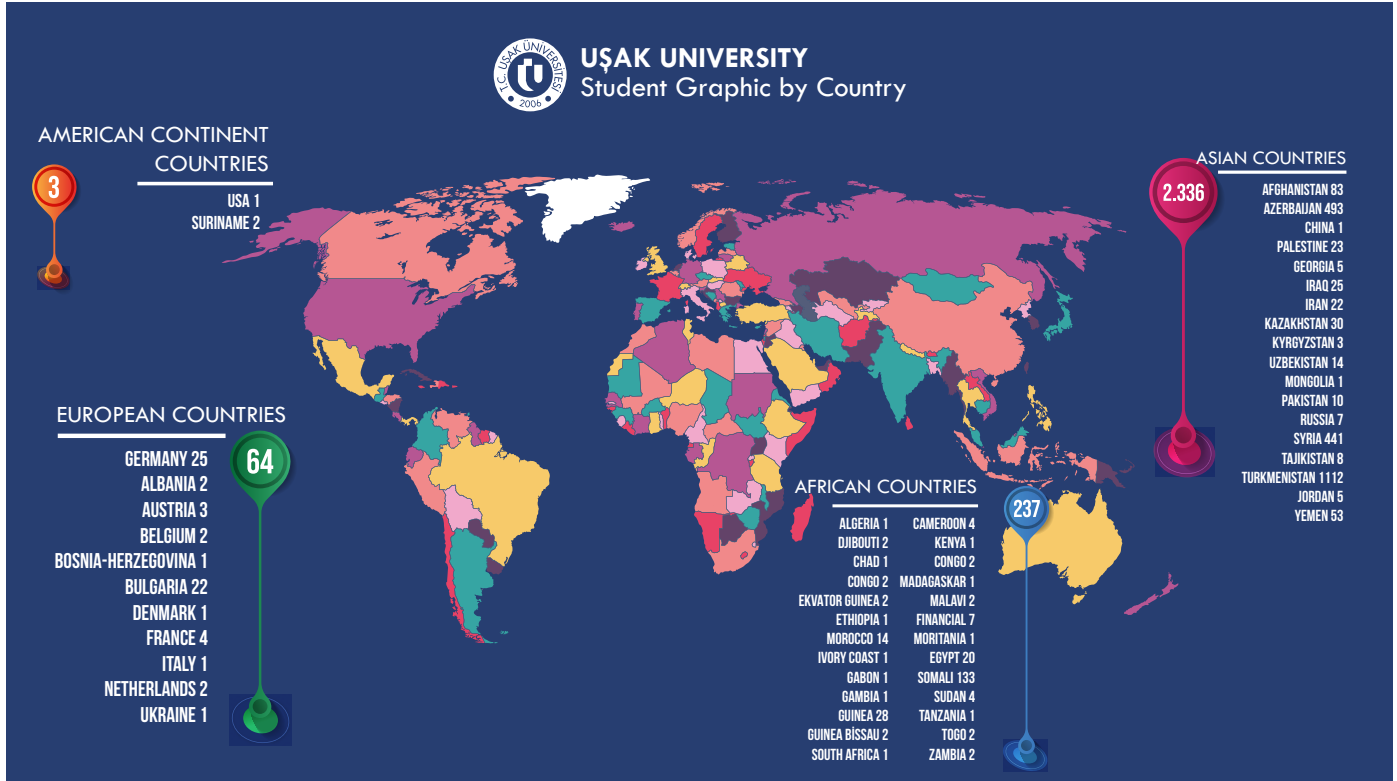 T.C. UŞAK ÜNİVERSİTESİ
2006
UŞAK UNIVERSITY
Student Graphic by Country
AMERICAN CONTINENT
COUNTRIES
3
USA 1
SURINAME 2
EUROPEAN COUNTRIES
64
GERMANY 25
ALBANIA 2
AUSTRIA 3
BELGIUM 2
BOSNIA-HERZEGOVINA 1
BULGARIA 22
DENMARK 1
FRANCE 4
ITALY 1
NETHERLANDS 2
UKRAINE 1
AFRICAN COUNTRIES
237
ALGERIA 1
DJIBOUTI 2
CHAD 1
CONGO 2
EKVATOR GUINEA 2
ETHIOPIA 1
MOROCCO 14
IVORY COAST 1
GABON 1
GAMBIA 1
GUINEA 28
GUINEA BİSSAU 2
SOUTH AFRICA 1
CAMEROON 4
KENYA 1
CONGO 2
MADAGASKAR 1
MALAVI 2
FINANCIAL 7
MORITANIA 1
EGYPT 20
SOMALI 133
SUDAN 4
TANZANIA 1
TOGO 2
ZAMBIA 2
ASIAN COUNTRIES
2.336
AFGHANISTAN 83
AZERBAIJAN 493
CHINA 1
PALESTINE 23
GEORGIA 5
IRAQ 25
IRAN 22
KAZAKHSTAN 30
KYRGYZSTAN 3
UZBEKISTAN 14
MONGOLIA 1
PAKISTAN 10
RUSSIA 7
SYRIA 441
TAJIKISTAN 8
TURKMENISTAN 1112
JORDAN 5
YEMEN 53